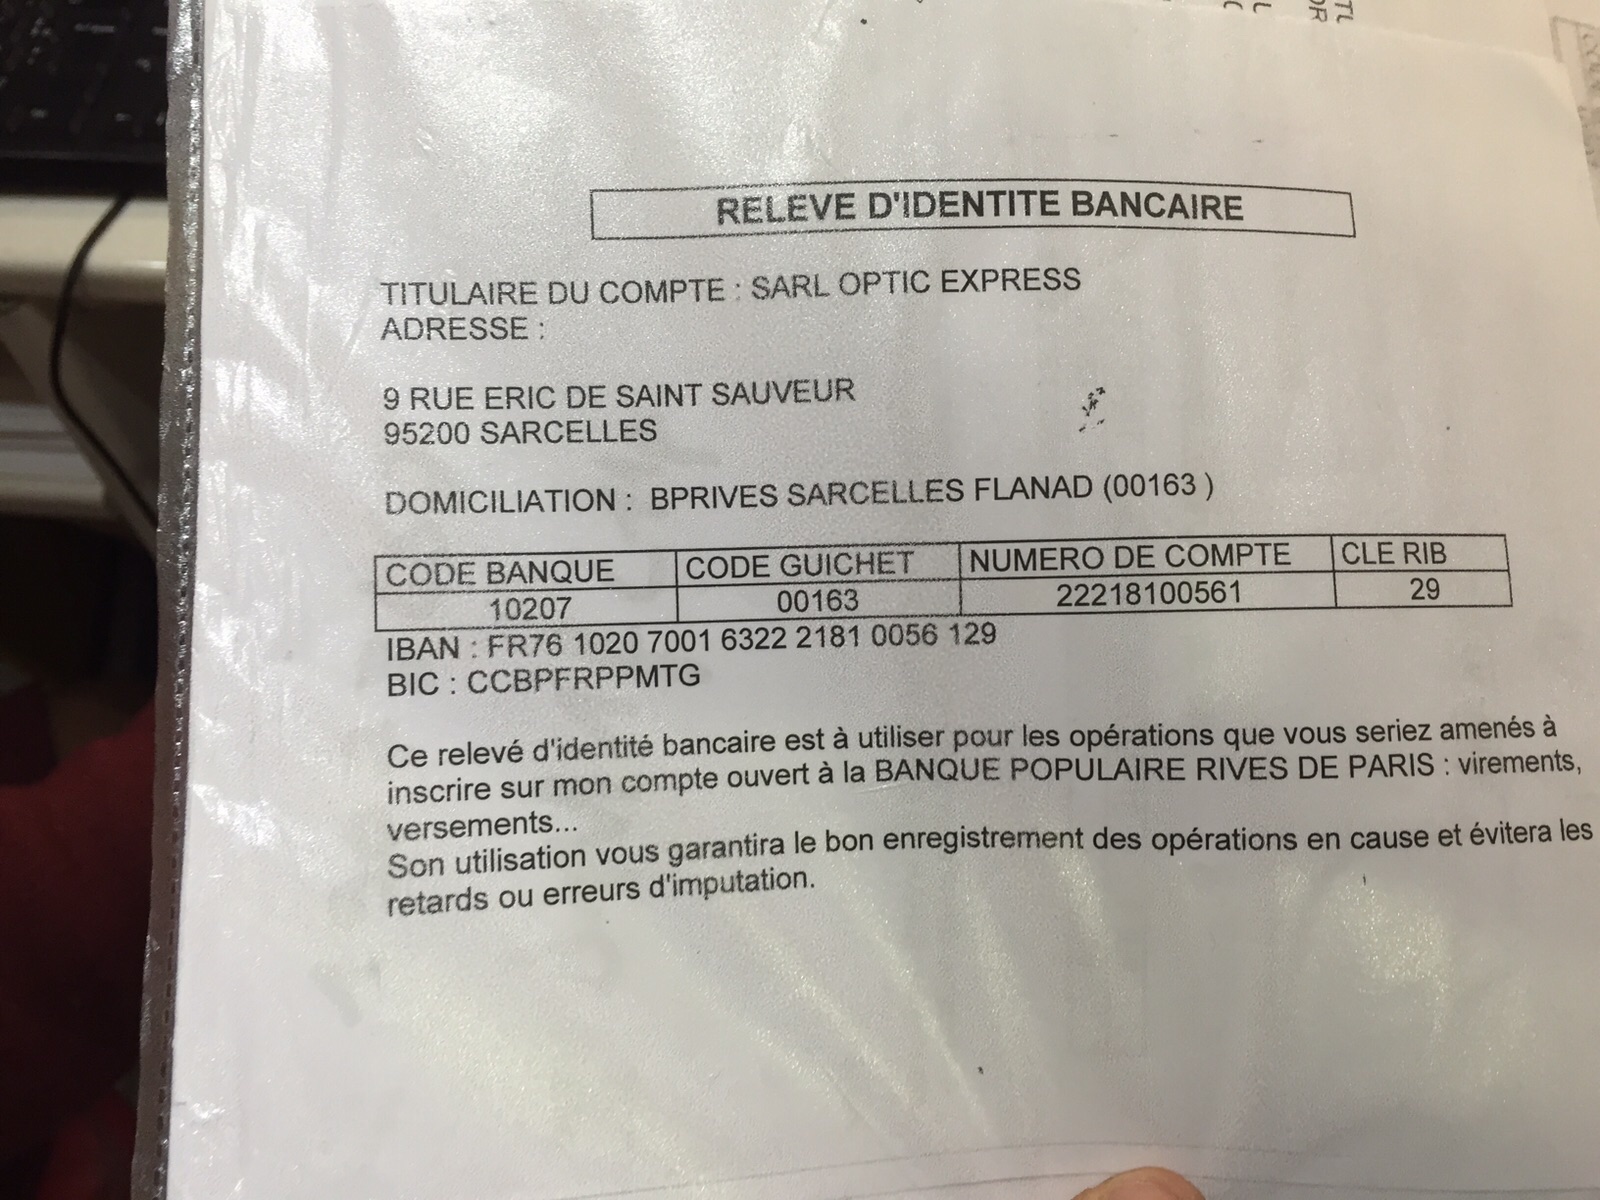 RELEVE D'IDENTITE BANCAIRE
TITULAIRE DU COMPTE : SARL OPTIC EXPRESS
ADRESSE :
9 RUE ERIC DE SAINT SAUVEUR
95200 SARCELLES
DOMICILIATION : BPRIVES SARCELLES FLANAD (00163 )
CODE BANQUE CODE GUICHET NUMERO DE COMPTE CLE RIB
10207 00163 22218100561 29
IBAN : FR76 1020 7001 6322 2181 0056 129
BIC : CCBPFRPPMTG
Ce relevé d'identité bancaire est à utiliser pour les opérations que vous seriez amenés à
inscrire sur mon compte ouvert à la BANQUE POPULAIRE RIVES DE PARIS : virements,
versements...
Son utilisation vous garantira le bon enregistrement des opérations en cause et évitera les
retards ou erreurs d'imputation.